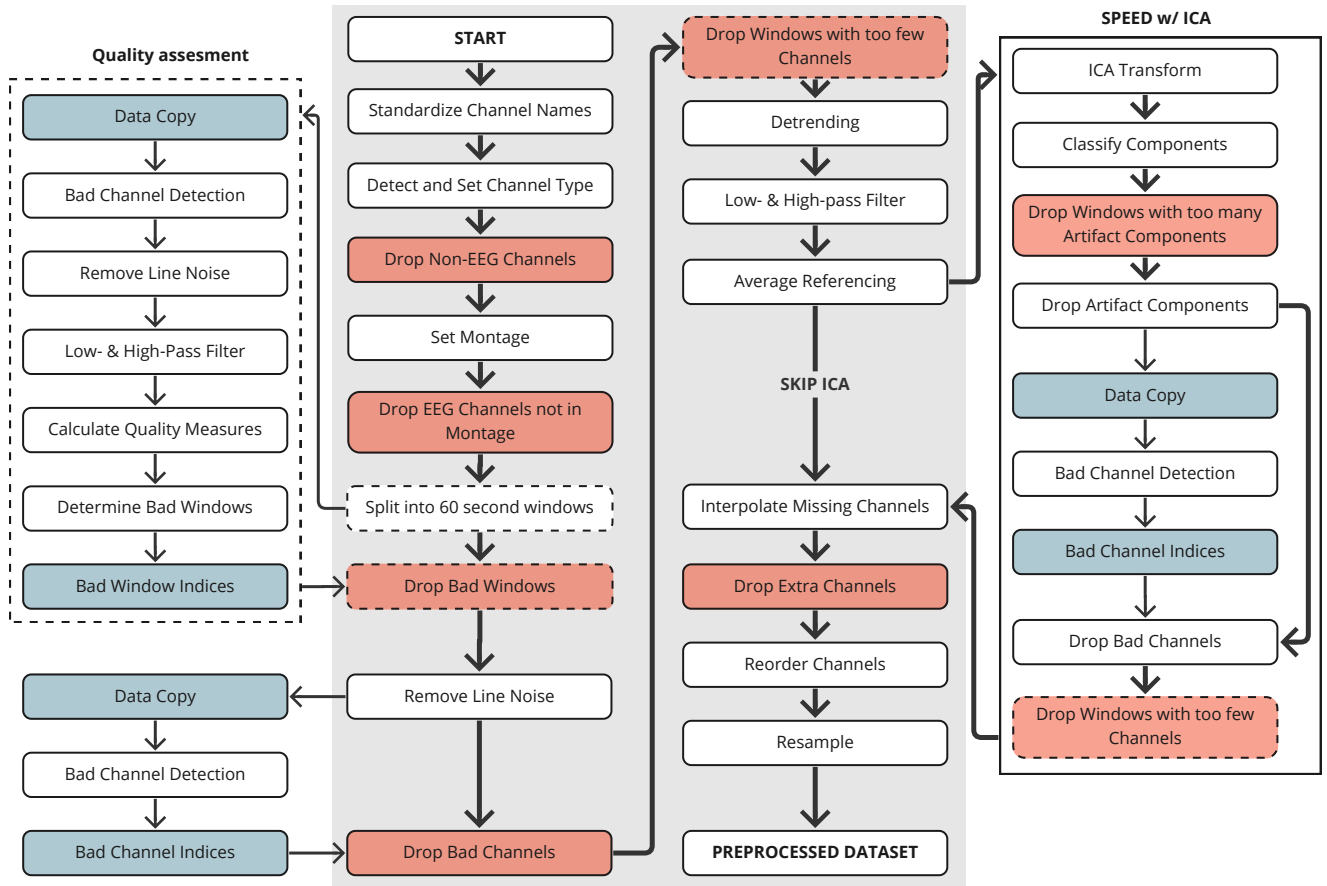 Quality assesment
Data Copy
Bad Channel Detection
Remove Line Noise
Low- & High-Pass Filter
Calculate Quality Measures
Determine Bad Windows
Bad Window Indices
Data Copy
Bad Channel Detection
Bad Channel Indices
START
Standardize Channel Names
Detect and Set Channel Type
Drop Non-EEG Channels
Set Montage
Drop EEG Channels not in
Montage
Split into 60 second windows
Drop Bad Windows
Remove Line Noise
Drop Bad Channels
Drop Windows with too few
Channels
Detrending
Low- & High-pass Filter
Average Referencing
SKIP ICA
Interpolate Missing Channels
Drop Extra Channels
Reorder Channels
Resample
PREPROCESSED DATASET
SPEED w/ ICA
ICA Transform
Classify Components
Drop Windows with too many
Artifact Components
Drop Artifact Components
Data Copy
Bad Channel Detection
Bad Channel Indices
Drop Bad Channels
Drop Windows with too few
Channels